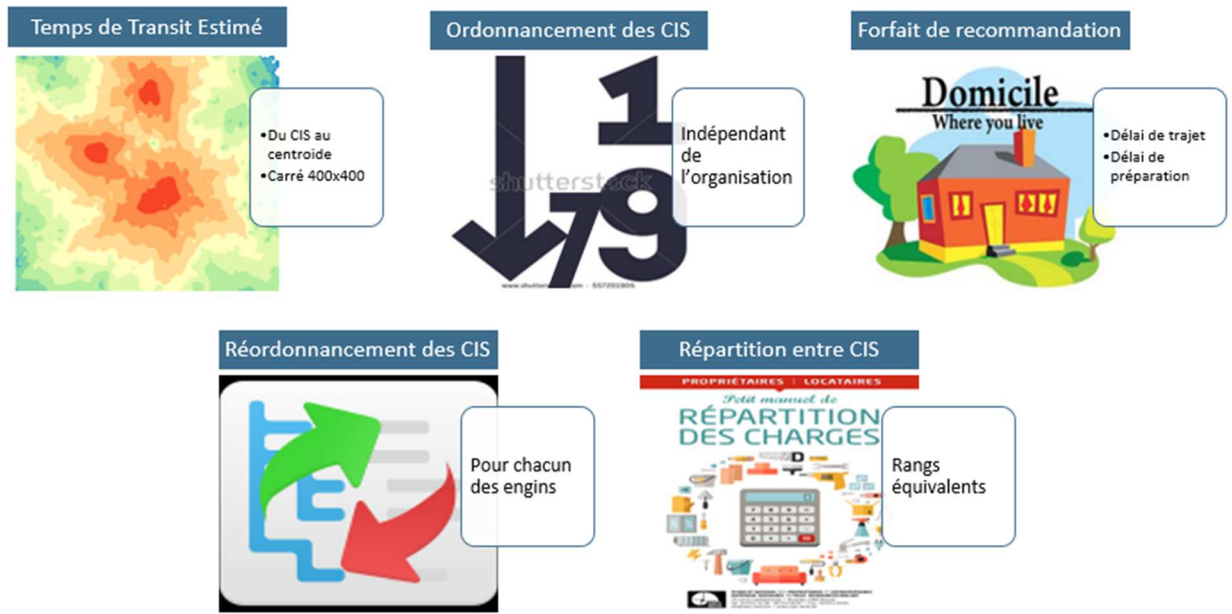 Temps de Transit Estimé
•Du CIS au
centroide
•Carré 400x400
Ordonnancement des CIS
1
79
shutterstock
Indépendant
de
l'organisation
557201905
Forfait de recommandation
Domicile
Where you live
•Délai de trajet
•Délai de
préparation
Réordonnancement des CIS
Pour chacun
des engins
Répartition entre CIS
PROPRIÉTAIRES | LOCATAIRES
Petit manuel de
RÉPARTITION
DES CHARGES
Rangs
équivalents